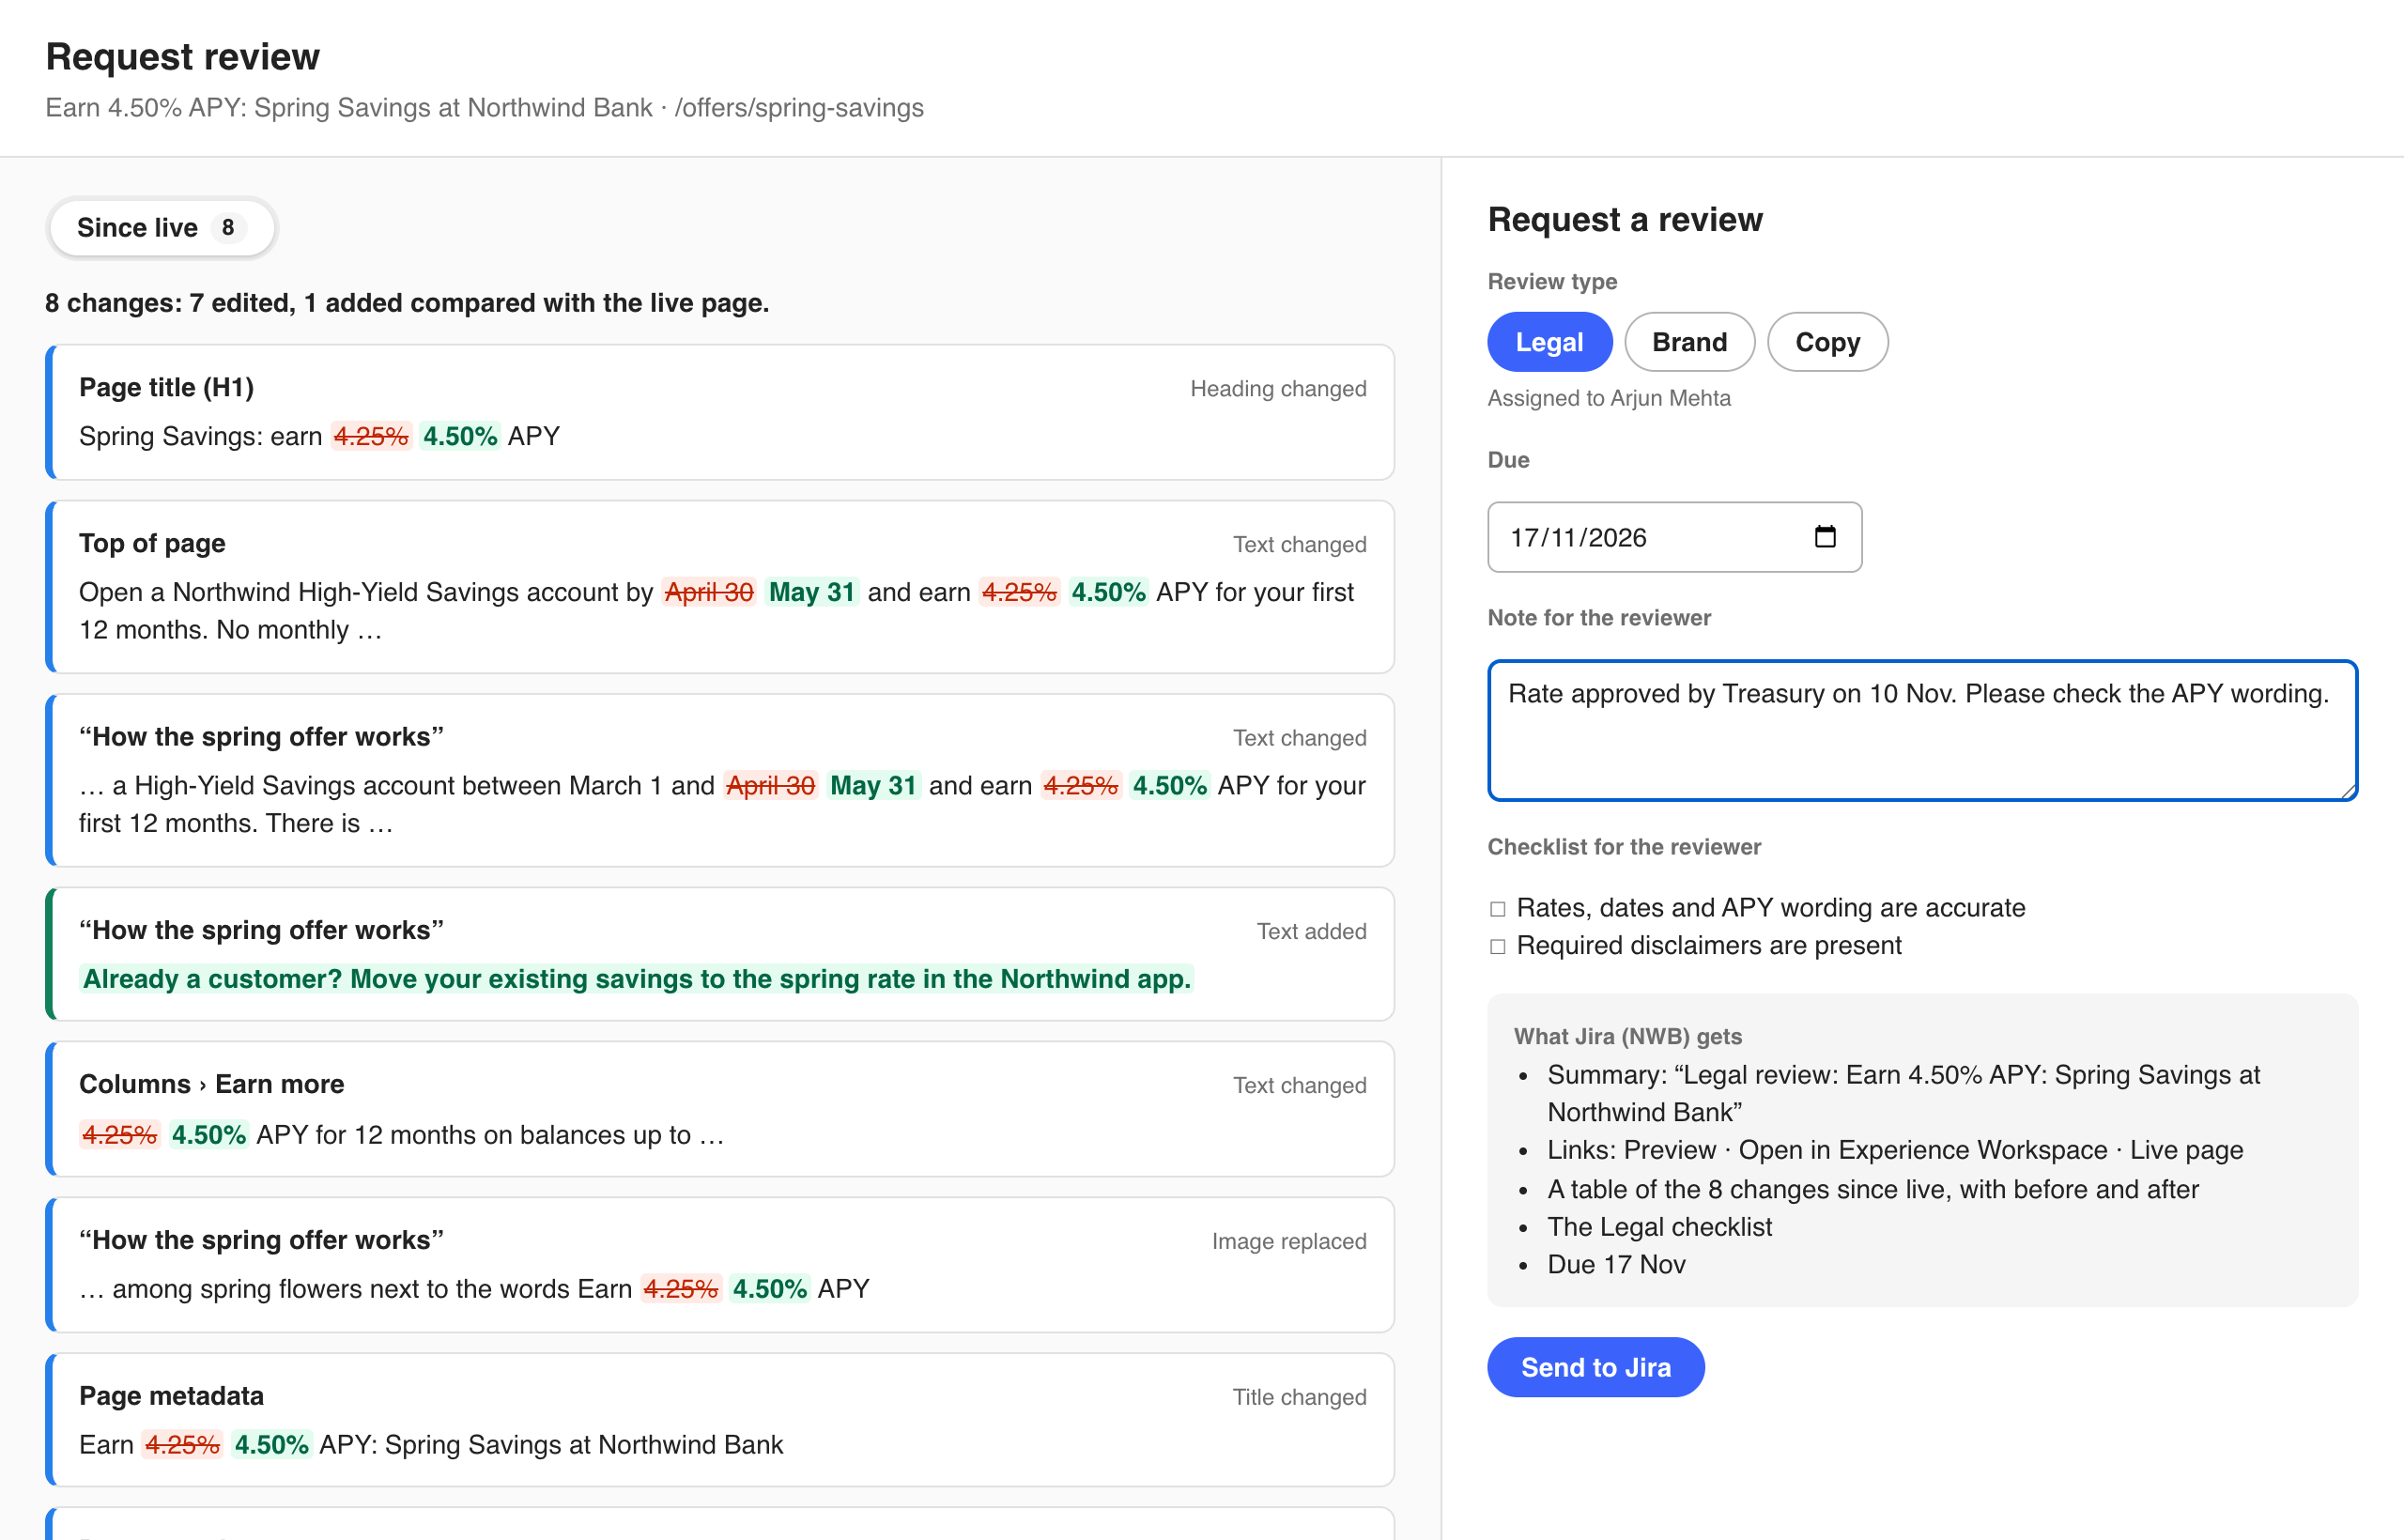 Request review
Earn 4.50% APY: Spring Savings at Northwind Bank · /offers/spring-savings
Since live 8
8 changes: 7 edited, 1 added compared with the live page.
Page title (H1)
Heading changed
Spring Savings: earn 4.25% 4.50% APY
Top of page
Text changed
Open a Northwind High-Yield Savings account by April 30 May 31 and earn 4.25% 4.50% APY for your first
12 months. No monthly …
“How the spring offer works”
Text changed
… a High-Yield Savings account between March 1 and April 30 May 31 and earn 4.25% 4.50% APY for your
first 12 months. There is …
“How the spring offer works”
Text added
Already a customer? Move your existing savings to the spring rate in the Northwind app.
Columns › Earn more
Text changed
4.25% 4.50% APY for 12 months on balances up to …
“How the spring offer works”
Image replaced
… among spring flowers next to the words Earn 4.25% 4.50% APY
Page metadata
Title changed
Earn 4.25% 4.50% APY: Spring Savings at Northwind Bank
Request a review
Review type
Legal
Brand
Copy
Assigned to Arjun Mehta
Due
17/11/2026
Note for the reviewer
Rate approved by Treasury on 10 Nov. Please check the APY wording.
Checklist for the reviewer
☐ Rates, dates and APY wording are accurate
☐ Required disclaimers are present
What Jira (NWB) gets
• Summary: “Legal review: Earn 4.50% APY: Spring Savings at
Northwind Bank”
• Links: Preview · Open in Experience Workspace · Live page
• A table of the 8 changes since live, with before and after
• The Legal checklist
• Due 17 Nov
Send to Jira